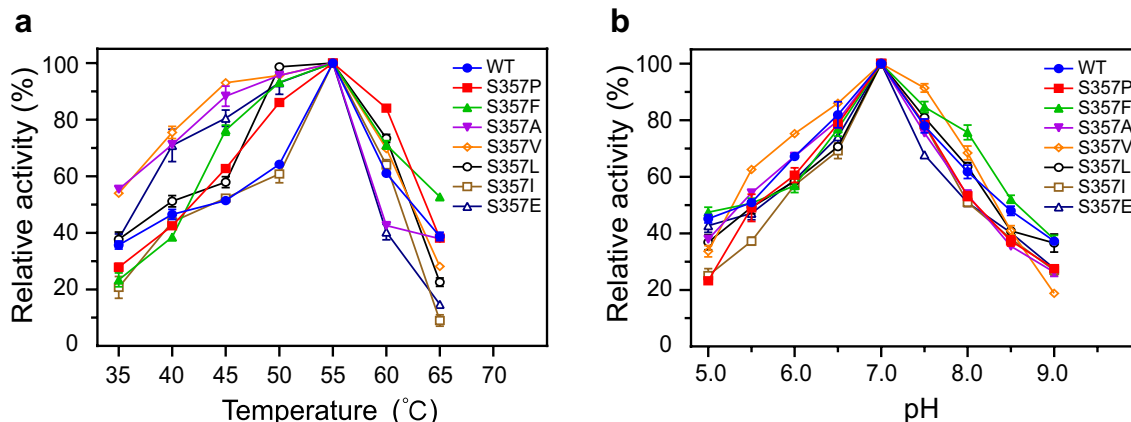 a
Relative activity (%)
100
80
60
40
20
0
35 40 45 50 55 60 65 70
Temperature (°C)
WT
S357P
S357F
S357A
S357V
S357L
S357I
S357E
b
Relative activity (%)
100
80
60
40
20
0
5.0 6.0 7.0 8.0 9.0
pH
WT
S357P
S357F
S357A
S357V
S357L
S357I
S357E